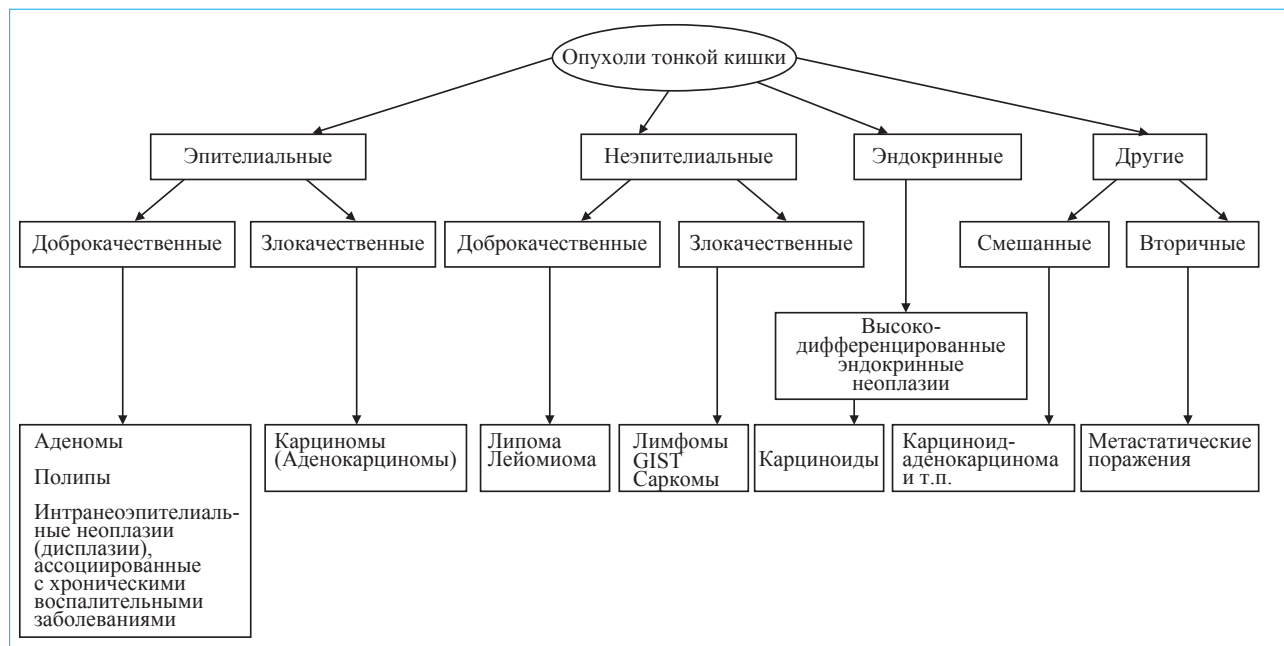 Опухоли тонкой кишки
Эпителиальные
Неэпителиальные
Эндокринные
Другие
Доброкачественные
Злокачественные
Доброкачественные
Злокачественные
Смешанные
Вторичные
Высоко-
дифференцированные
эндокринные
неоплазии
Аденомы
Полипы
Интранеоэпителиаль-
ные неоплазии
(дисплазии),
ассоциированные
с хроническими
воспалительными
заболеваниями
Карциномы
(Аденокарциномы)
Липома
Лейомиома
Лимфомы
GIST
Саркомы
Карциноиды
Карциноид-
аденокарцинома
и т.п.
Метастатические
поражения